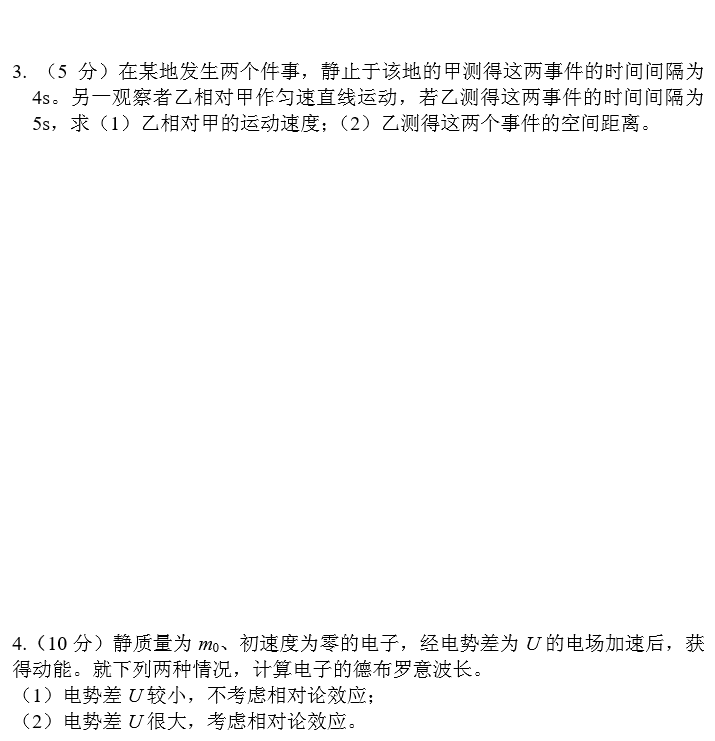 3. （5 分）在某地发生两个件事，静止于该地的甲测得这两事件的时间间隔为
4s。另一观察者乙相对甲作匀速直线运动，若乙测得这两事件的时间间隔为
5s，求（1）乙相对甲的运动速度；（2）乙测得这两个事件的空间距离。
4.（10 分）静质量为 m₀、初速度为零的电子，经电势差为 U 的电场加速后，获
得动能。就下列两种情况，计算电子的德布罗意波长。
（1）电势差 U 较小，不考虑相对论效应；
（2）电势差 U 很大，考虑相对论效应。